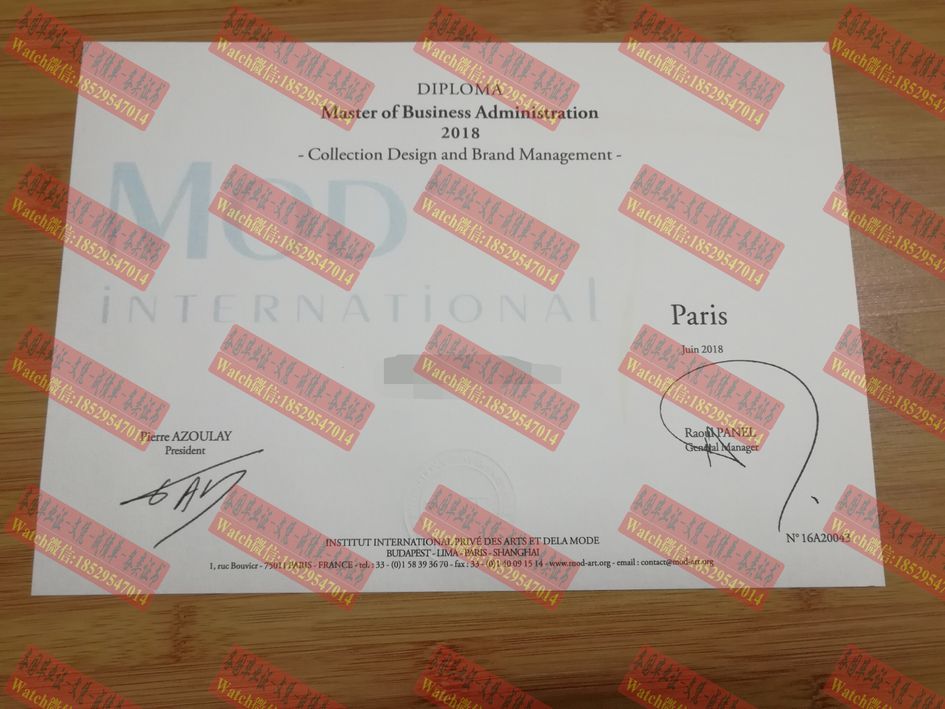 DIPLOMA
Master of Business Administration
2018
- Collection Design and Brand Management -
MOD
INTERNATIONAL
Paris
Juin 2018
Pierre AZOULAY
President
Raoul PANEL
General Manager
N° 16A20043
INSTITUT INTERNATIONAL PRIVÉ DES ARTS ET DE LA MODE
BUDAPEST - LIMA - PARIS - SHANGHAI
1, ruc Bouvier - 75011 PARIS - FRANCE - tel : 33 - (0)1 58 39 36 70 - fax : 33 - (0)1 40 09 15 14 - www.mod-art.org - email : contact@mod-art.org
Watch微信:18529547014